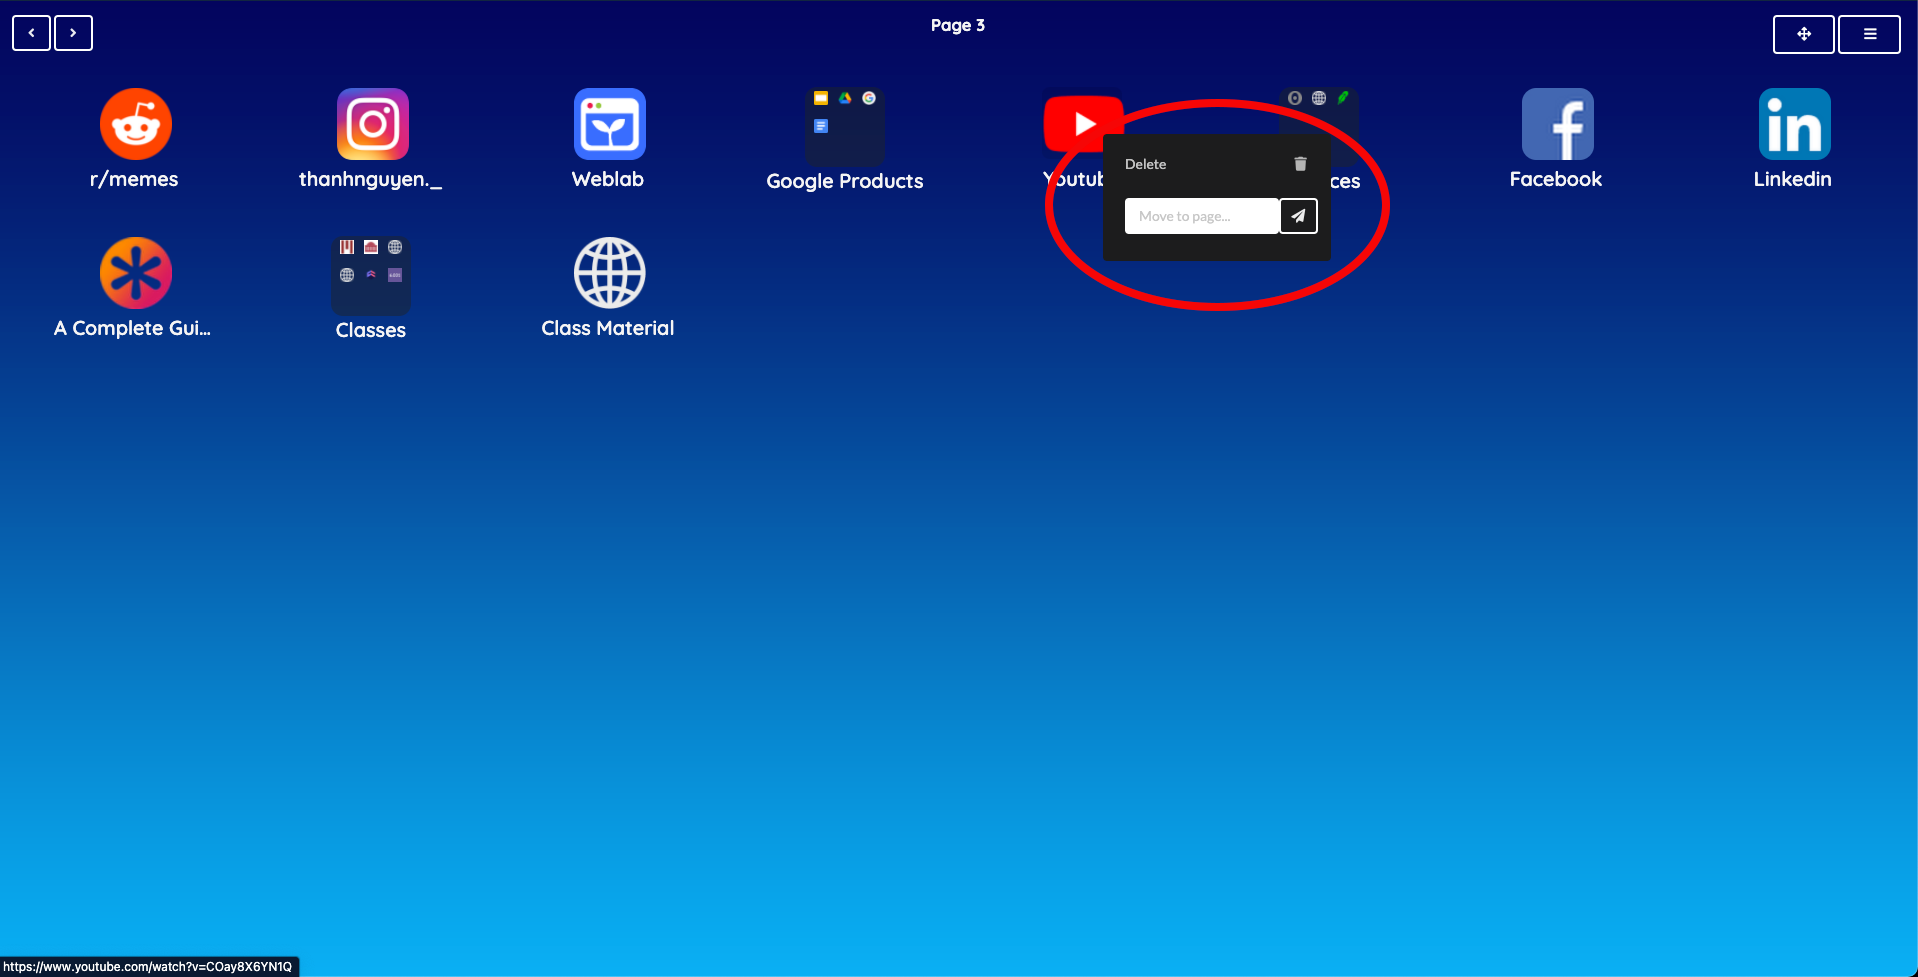 Page 3
r/memes
thanhnguyen._
Weblab
Google Products
Youtub
ces
Facebook
Linkedin
Delete
Move to page...
A Complete Gui...
Classes
Class Material
https://www.youtube.com/watch?v=COay8X6YN1Q